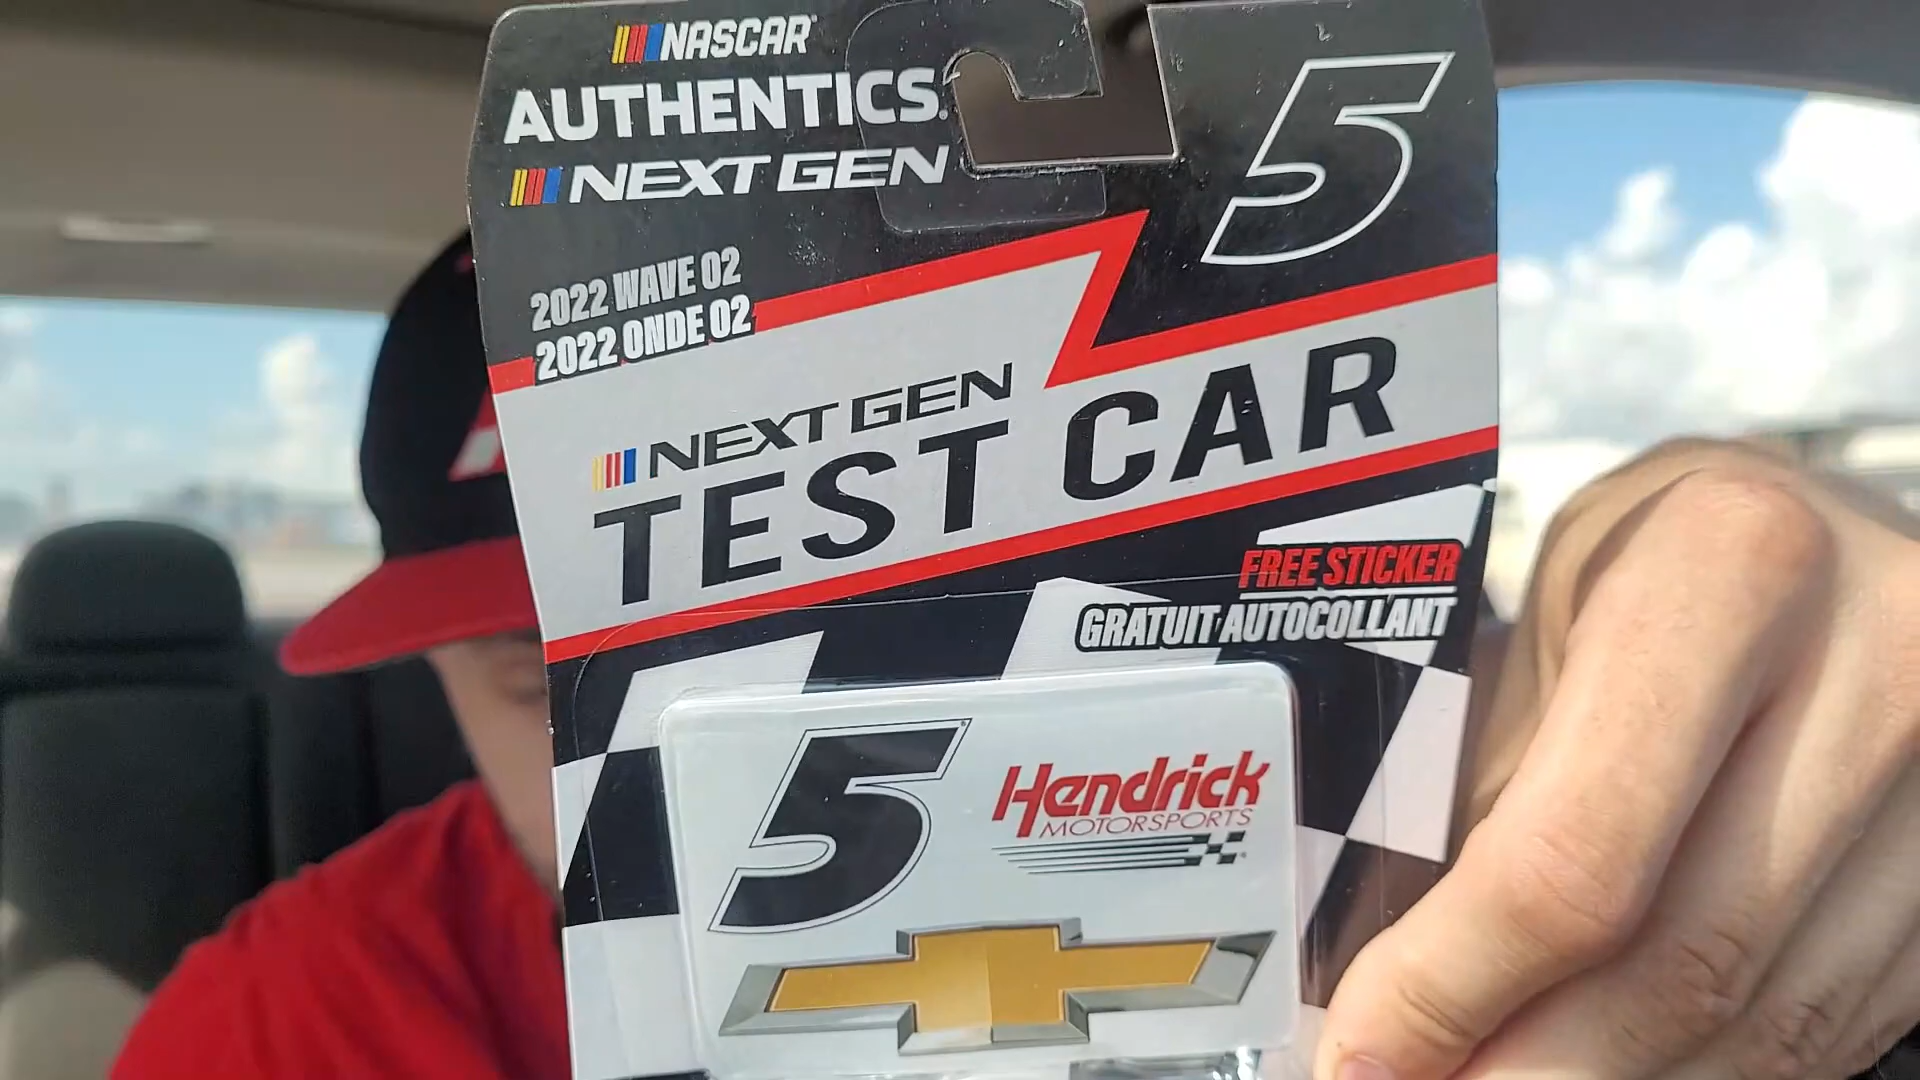 NASCAR
AUTHENTICS.
NEXT GEN
5
2022 WAVE 02
2022 ONDE 02
NEXT GEN
TEST CAR
FREE STICKER
GRATUIT AUTOCOLLANT
5
Hendrick
MOTORSPORTS